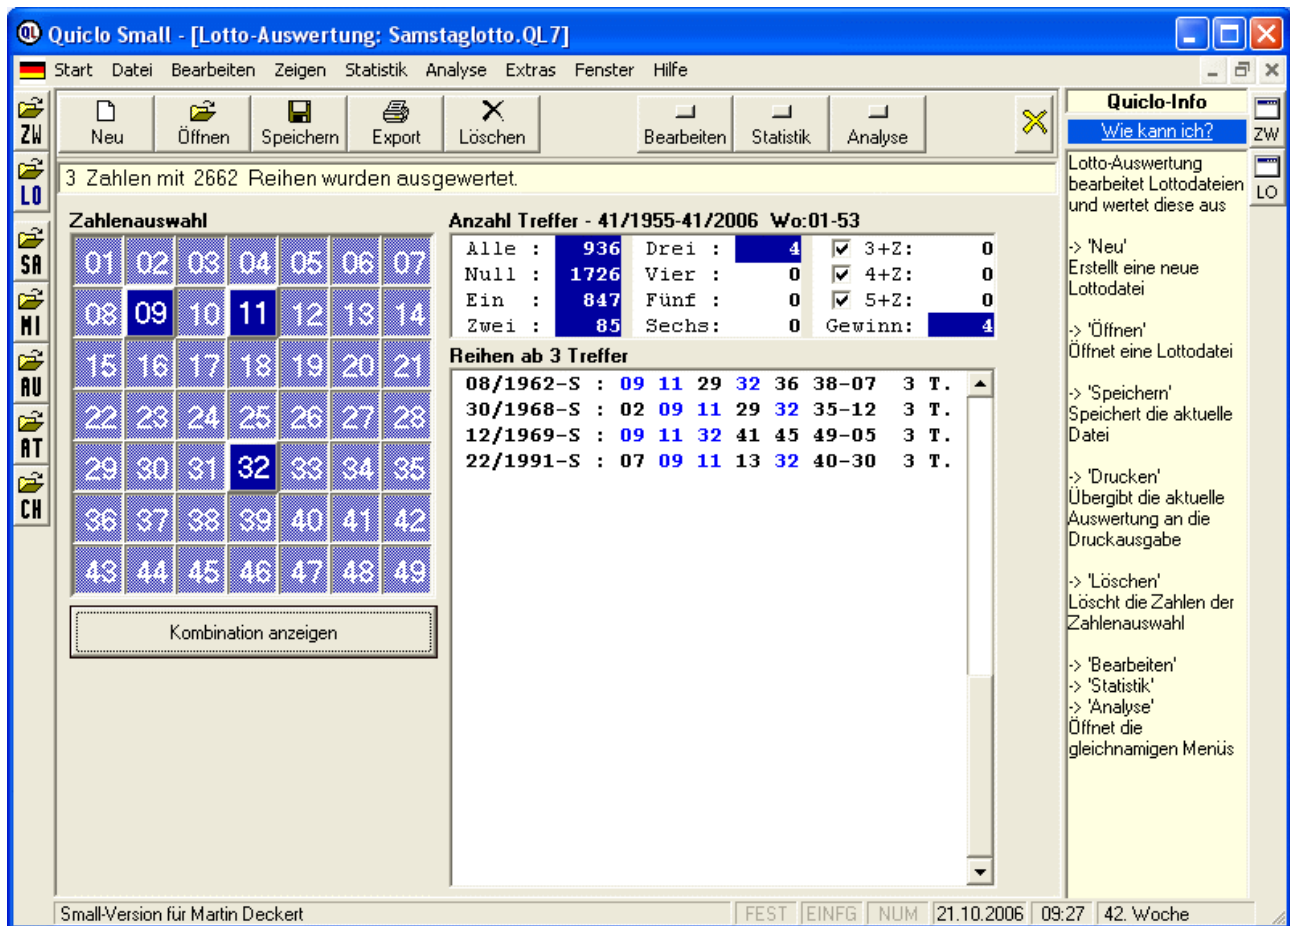 QL Quiclo Small - [Lotto-Auswertung: Samstaglotto.QL7]
Start Datei Bearbeiten Zeigen Statistik Analyse Extras Fenster Hilfe
ZW
LO
SA
MI
AU
AT
CH
Neu Öffnen Speichern Export Löschen Bearbeiten Statistik Analyse
3 Zahlen mit 2662 Reihen wurden ausgewertet.
Zahlenauswahl
01 02 03 04 05 06 07
08 09 10 11 12 13 14
15 16 17 18 19 20 21
22 23 24 25 26 27 28
29 30 31 32 33 34 35
36 37 38 39 40 41 42
43 44 45 46 47 48 49
Kombination anzeigen
Anzahl Treffer - 41/1955-41/2006 Wo:01-53
Alle : 936 Drei : 4 3+Z: 0
Null : 1726 Vier : 0 4+Z: 0
Ein : 847 Fünf : 0 5+Z: 0
Zwei : 85 Sechs: 0 Gewinn: 4
Reihen ab 3 Treffer
08/1962-S : 09 11 29 32 36 38-07 3 T.
30/1968-S : 02 09 11 29 32 35-12 3 T.
12/1969-S : 09 11 32 41 45 49-05 3 T.
22/1991-S : 07 09 11 13 32 40-30 3 T.
Quiclo-Info
Wie kann ich?
Lotto-Auswertung
bearbeitet Lottodateien
und wertet diese aus
-> 'Neu'
Erstellt eine neue
Lottodatei
-> 'Öffnen'
Öffnet eine Lottodatei
-> 'Speichern'
Speichert die aktuelle
Datei
-> 'Drucken'
Übergibt die aktuelle
Auswertung an die
Druckausgabe
-> 'Löschen'
Löscht die Zahlen der
Zahlenauswahl
-> 'Bearbeiten'
-> 'Statistik'
-> 'Analyse'
Öffnet die
gleichnamigen Menüs
ZW
LO
Small-Version für Martin Deckert FEST EINFG NUM 21.10.2006 09:27 42. Woche